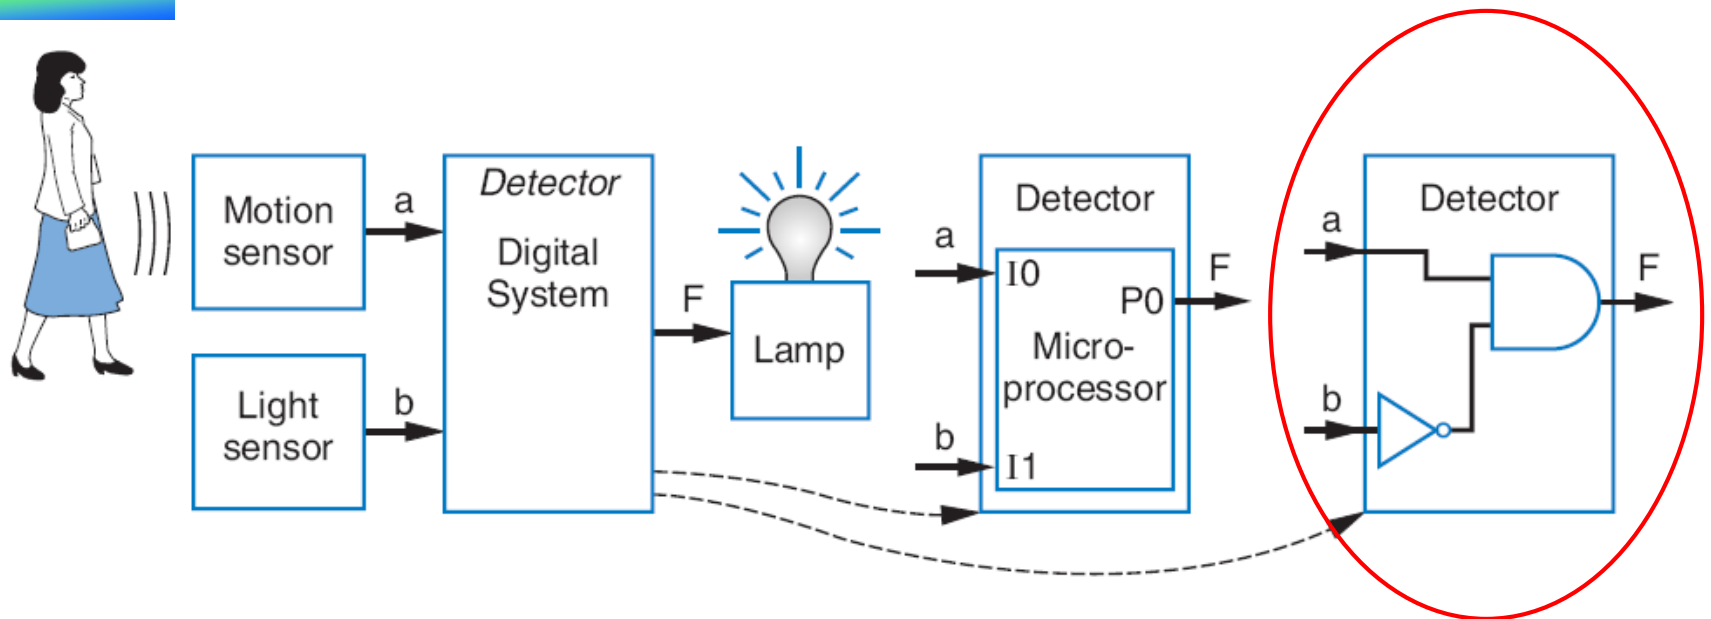 Motion
sensor
a
Light
sensor
b
Detector
Digital
System
F
Lamp
Detector
a
I0
P0
F
Micro-
processor
b
I1
Detector
a
F
b